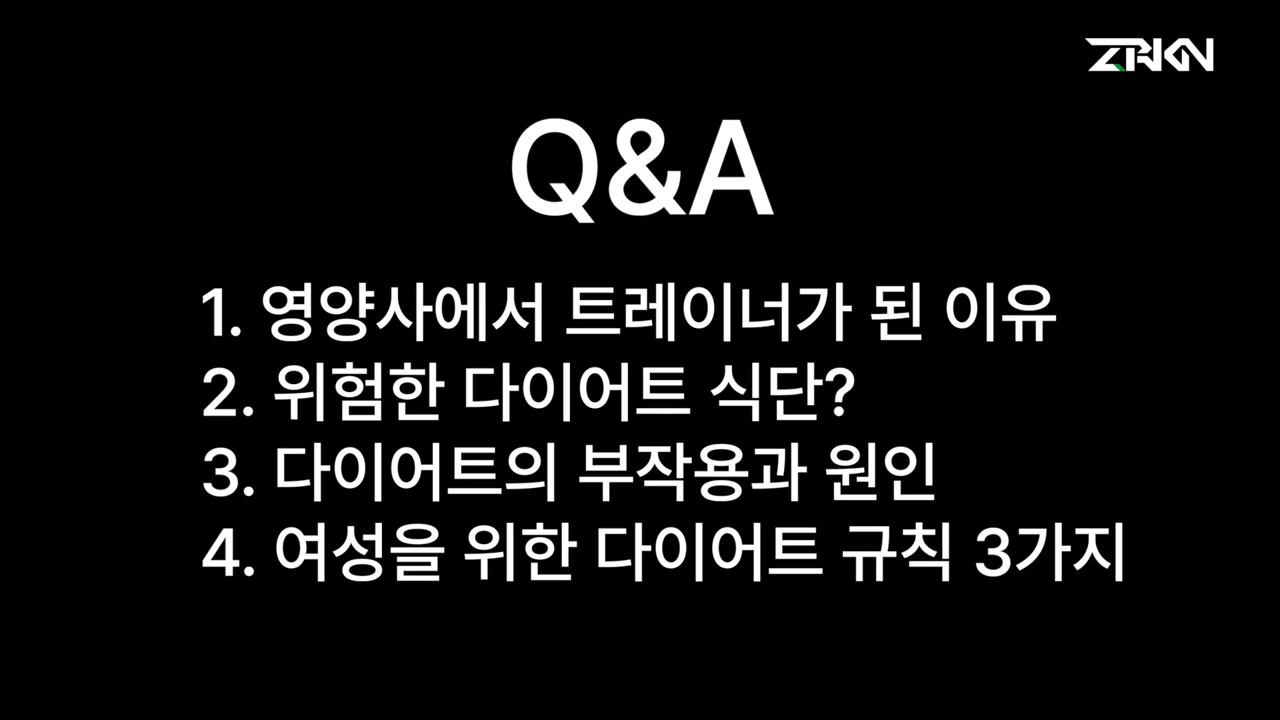 ZRKN
Q&A
1. 영양사에서 트레이너가 된 이유
2. 위험한 다이어트 식단?
3. 다이어트의 부작용과 원인
4. 여성을 위한 다이어트 규칙 3가지